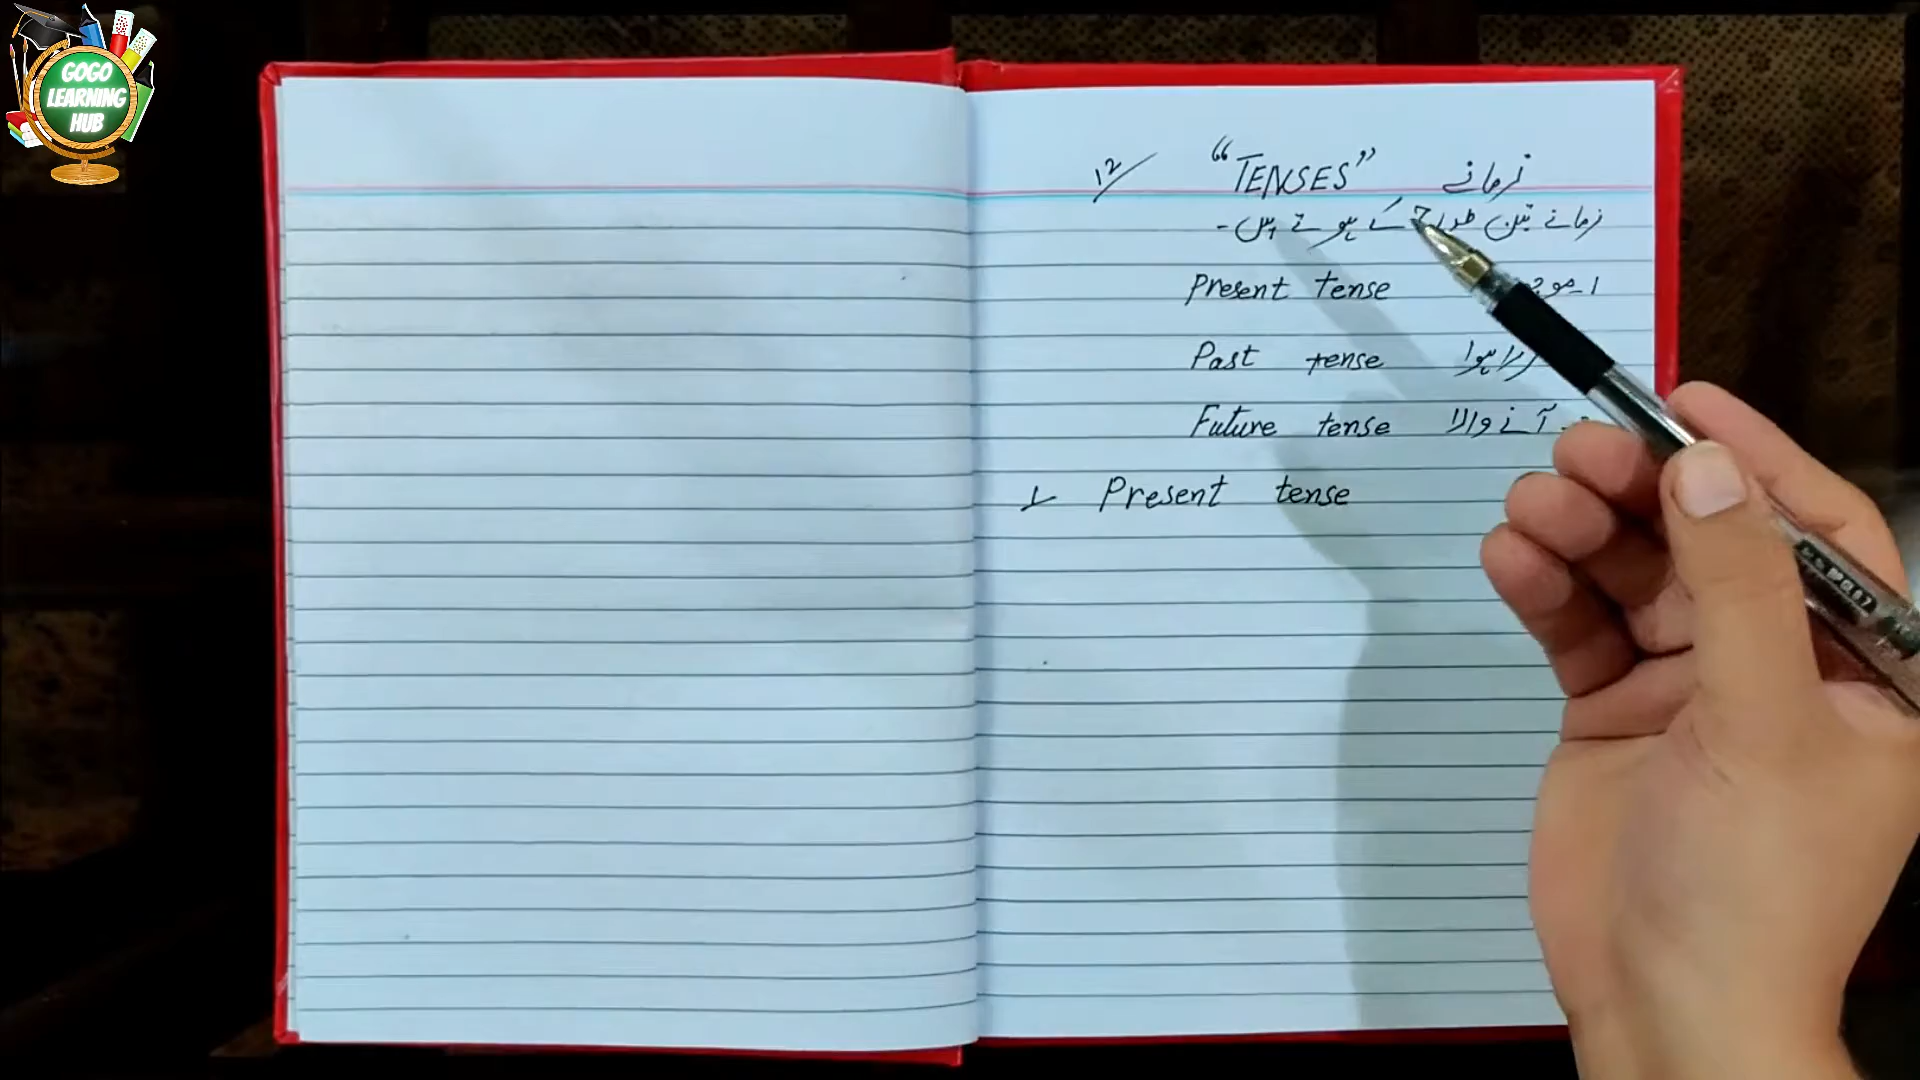 GOGO
LEARNING
HUB
12 "TENSES" زمانے
زمانے تین طرح کے ہوتے ہیں۔
Present tense ۱۔
Past tense ہوا
Future tense آنے والا
Present tense